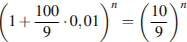 (1 + 100/9 · 0,01)^n = (10/9)^n